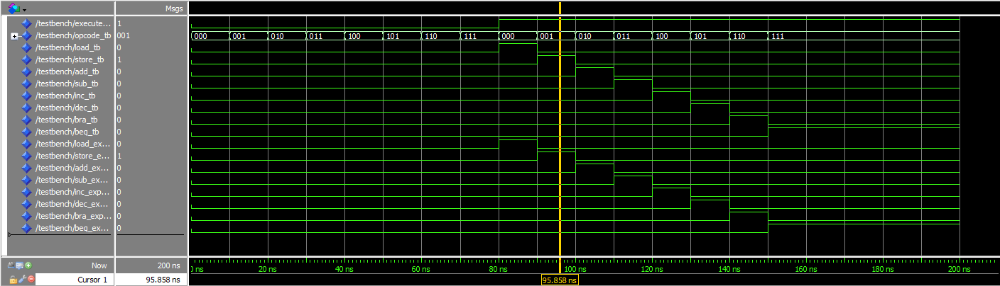 Msgs
/testbench/execute... 1
/testbench/opcode_tb 001 000 001 010 011 100 101 110 111 000 001 010 011 100 101 110 111
/testbench/load_tb 0
/testbench/store_tb 1
/testbench/add_tb 0
/testbench/sub_tb 0
/testbench/inc_tb 0
/testbench/dec_tb 0
/testbench/bra_tb 0
/testbench/beq_tb 0
/testbench/load_ex... 0
/testbench/store_e... 1
/testbench/add_ex... 0
/testbench/sub_ex... 0
/testbench/inc_exp... 0
/testbench/dec_ex... 0
/testbench/bra_exp... 0
/testbench/beq_ex... 0
Now 200 ns 0 ns 20 ns 40 ns 60 ns 80 ns 100 ns 120 ns 140 ns 160 ns 180 ns 200 ns
Cursor 1 95.858 ns 95.858 ns